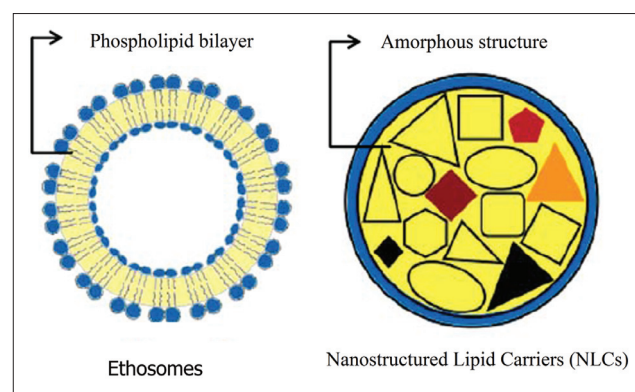 Phospholipid bilayer
Amorphous structure
Ethosomes
Nanostructured Lipid Carriers (NLCs)